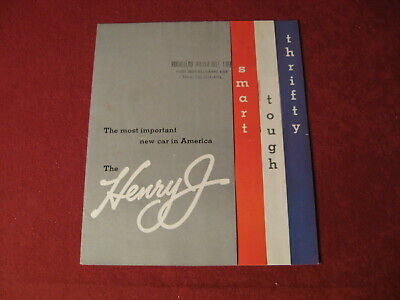 smart
tough
thrifty
The most important
new car in America
The
Henry J